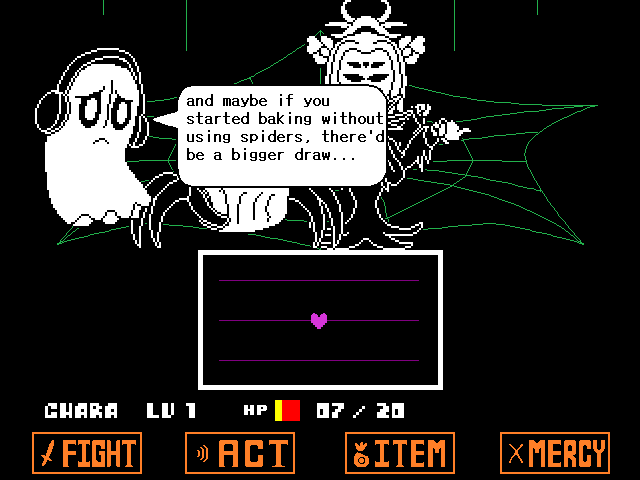 and maybe if you
started baking without
using spiders, there'd
be a bigger draw...
CHARA LV 1 HP 07 / 20
FIGHT ACT ITEM MERCY